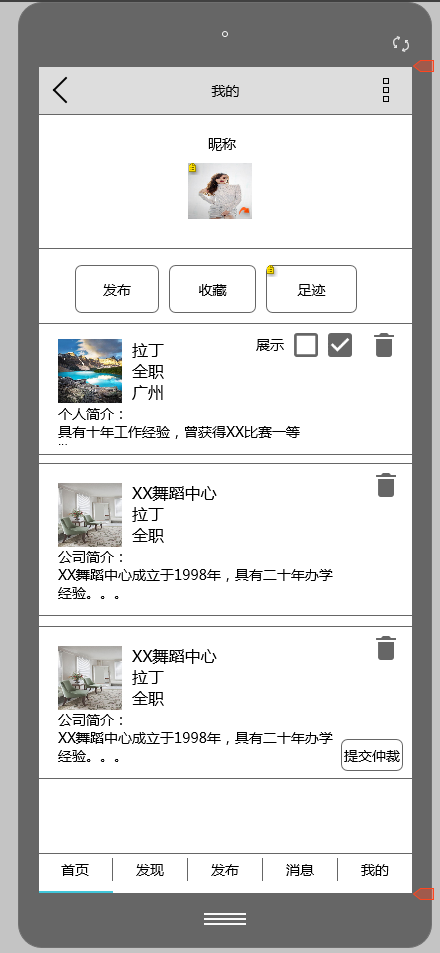 我的
昵称
发布
收藏
足迹
拉丁
展示
全职
广州
个人简介：
具有十年工作经验，曾获得XX比赛一等
...
XX舞蹈中心
拉丁
全职
公司简介：
XX舞蹈中心成立于1998年，具有二十年办学
经验。。。
XX舞蹈中心
拉丁
全职
公司简介：
XX舞蹈中心成立于1998年，具有二十年办学
经验。。。
提交仲裁
首页
发现
发布
消息
我的